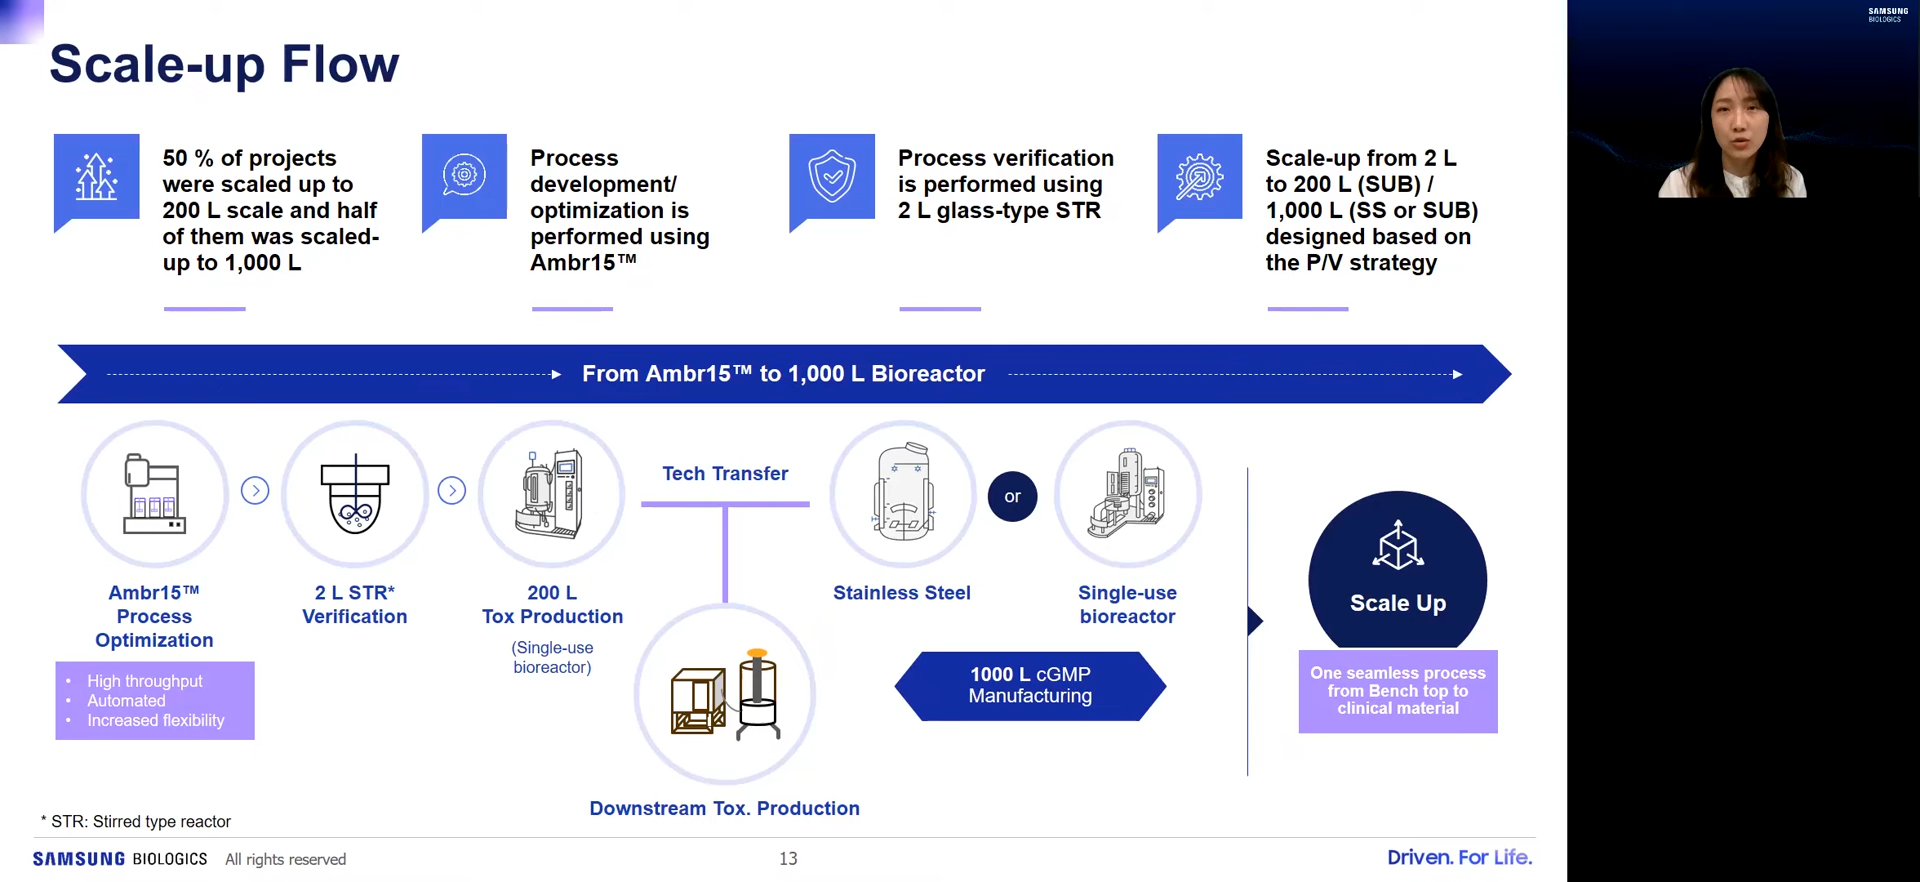 Scale-up Flow
50 % of projects
were scaled up to
200 L scale and half
of them was scaled-
up to 1,000 L
Process
development/
optimization is
performed using
Ambr15™
Process verification
is performed using
2 L glass-type STR
Scale-up from 2 L
to 200 L (SUB) /
1,000 L (SS or SUB)
designed based on
the P/V strategy
From Ambr15™ to 1,000 L Bioreactor
Ambr15™
Process
Optimization
• High throughput
• Automated
• Increased flexibility
2 L STR*
Verification
200 L
Tox Production
(Single-use
bioreactor)
Tech Transfer
Downstream Tox. Production
Stainless Steel
or
Single-use
bioreactor
1000 L cGMP
Manufacturing
Scale Up
One seamless process
from Bench top to
clinical material
* STR: Stirred type reactor
SAMSUNG BIOLOGICS All rights reserved
13
Driven. For Life.
SAMSUNG
BIOLOGICS